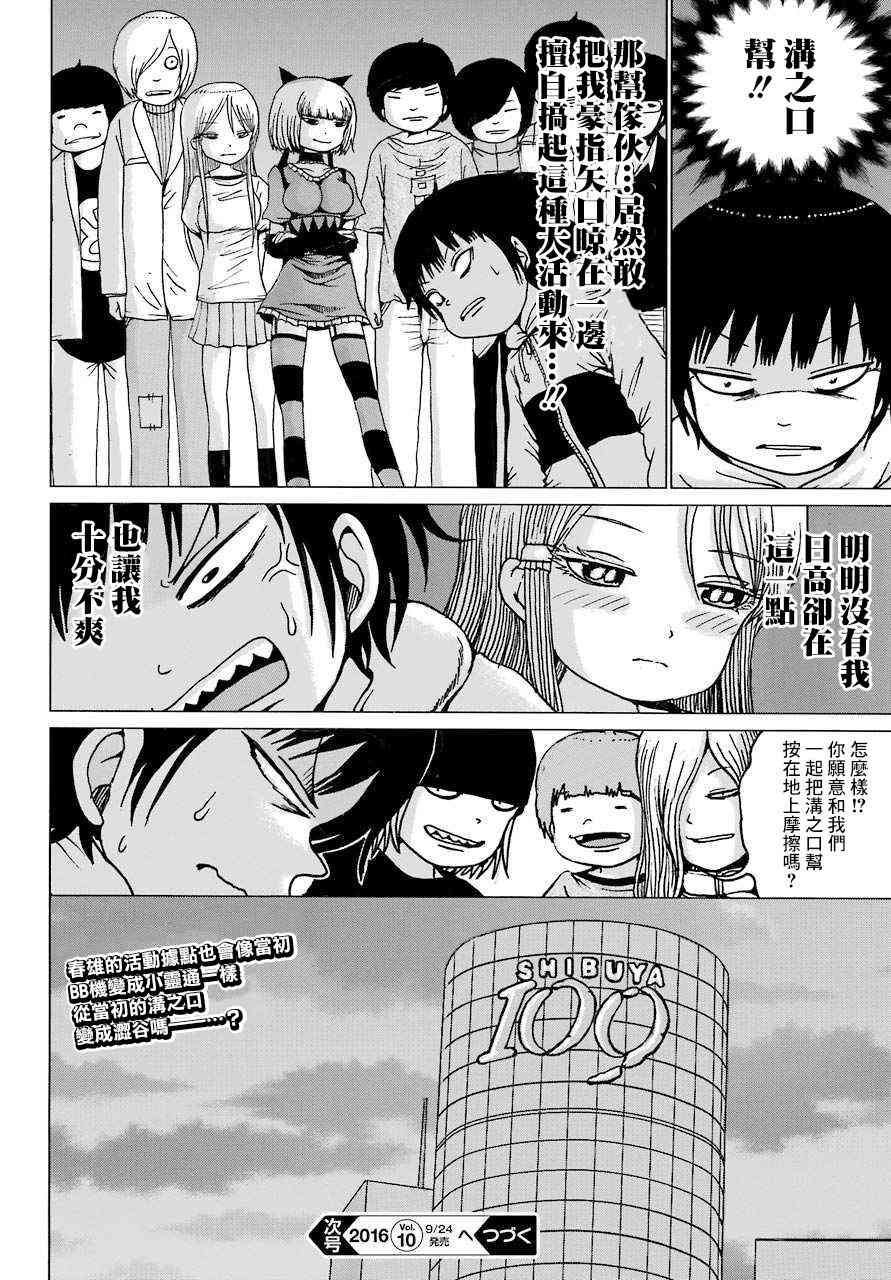 溝之口
幫!!
那幫傢伙…居然敢
把我豪指矢口晾在一邊
擅自搞起這種大活動來…!!
明明沒有我
日高卻在
這一點
也讓我
十分不爽
怎麼樣!?
你願意和我們
一起把溝之口幫
按在地上摩擦嗎?
春雄的活動據點也會像當初
BB機變成小靈通一樣
從當初的溝之口
變成澀谷嗎——…?
SHIBUYA
109
次号 2016 Vol.10 9/24発売 へつづく